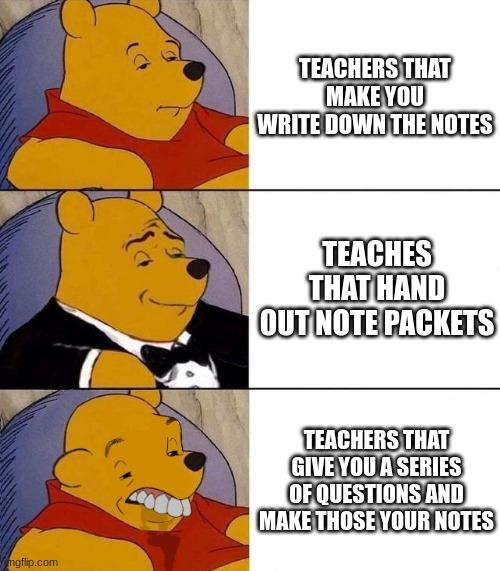 TEACHERS THAT
MAKE YOU
WRITE DOWN THE NOTES
TEACHES
THAT HAND
OUT NOTE PACKETS
TEACHERS THAT
GIVE YOU A SERIES
OF QUESTIONS AND
MAKE THOSE YOUR NOTES
imgflip.com